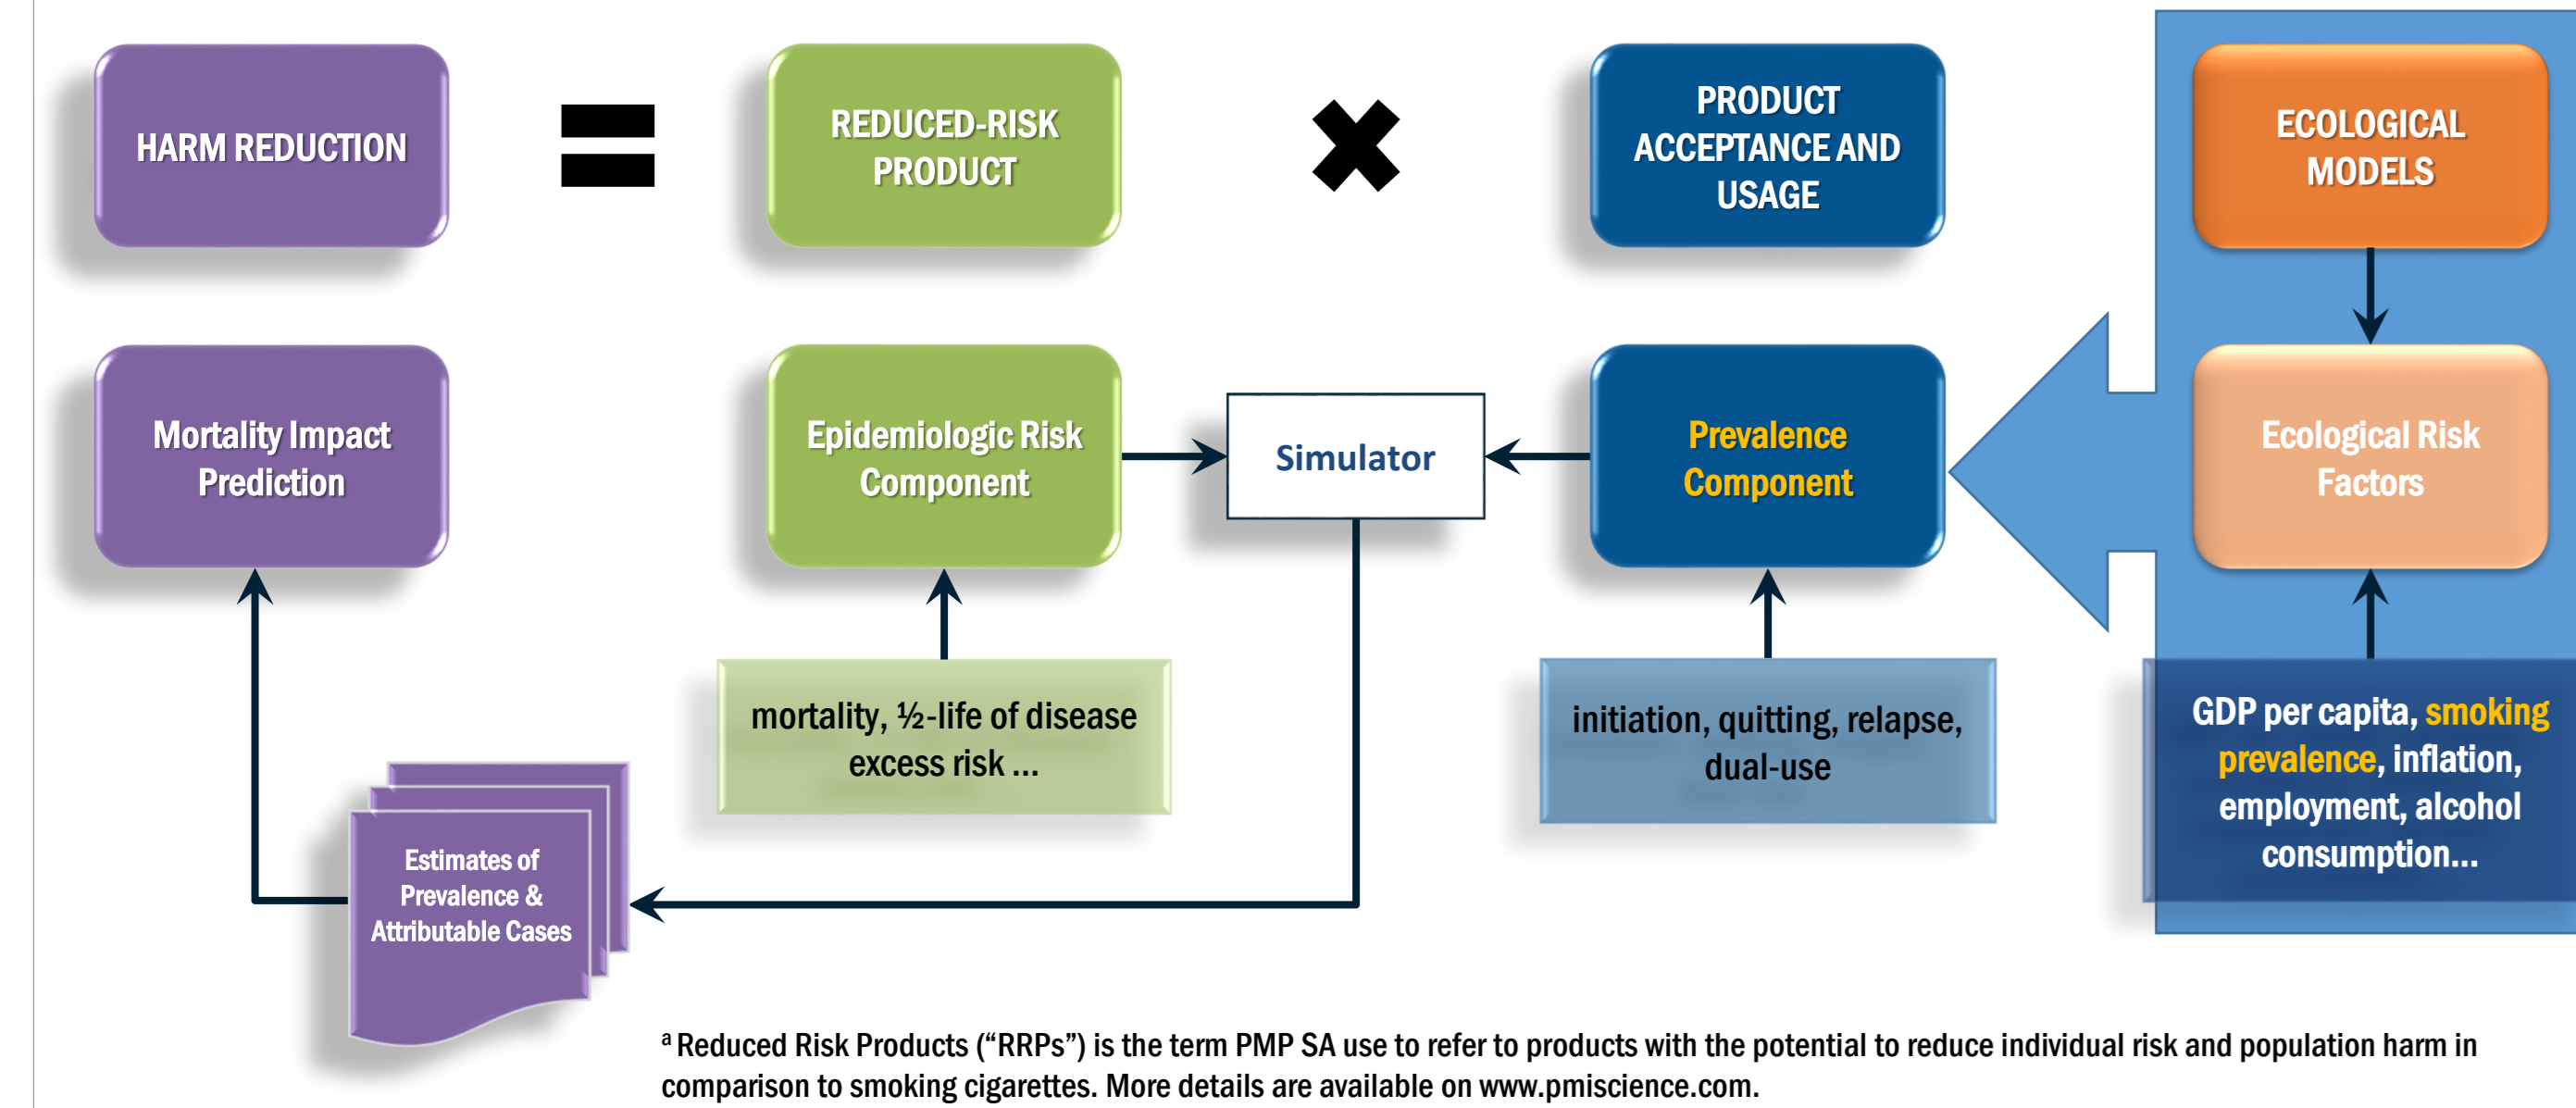 HARM REDUCTION
REDUCED-RISK
PRODUCT
PRODUCT
ACCEPTANCE AND
USAGE
ECOLOGICAL
MODELS
Mortality Impact
Prediction
Epidemiologic Risk
Component
Simulator
Prevalence
Component
Ecological Risk
Factors
mortality, ½-life of disease
excess risk ...
initiation, quitting, relapse,
dual-use
GDP per capita, smoking
prevalence, inflation,
employment, alcohol
consumption...
Estimates of
Prevalence &
Attributable Cases
a Reduced Risk Products (“RRPs”) is the term PMP SA use to refer to products with the potential to reduce individual risk and population harm in
comparison to smoking cigarettes. More details are available on www.pmiscience.com.